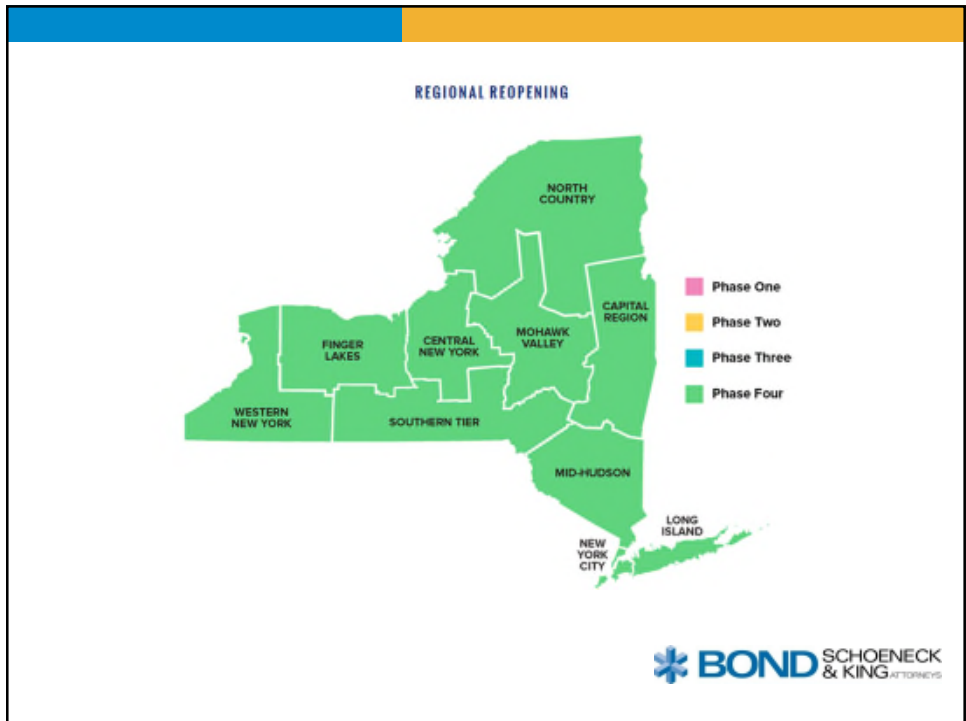 REGIONAL REOPENING
NORTH
COUNTRY
CAPITAL
REGION
MOHAWK
VALLEY
CENTRAL
NEW YORK
FINGER
LAKES
WESTERN
NEW YORK
SOUTHERN TIER
MID-HUDSON
LONG
ISLAND
NEW
YORK
CITY
Phase One
Phase Two
Phase Three
Phase Four
BOND SCHOENECK
& KING ATTORNEYS